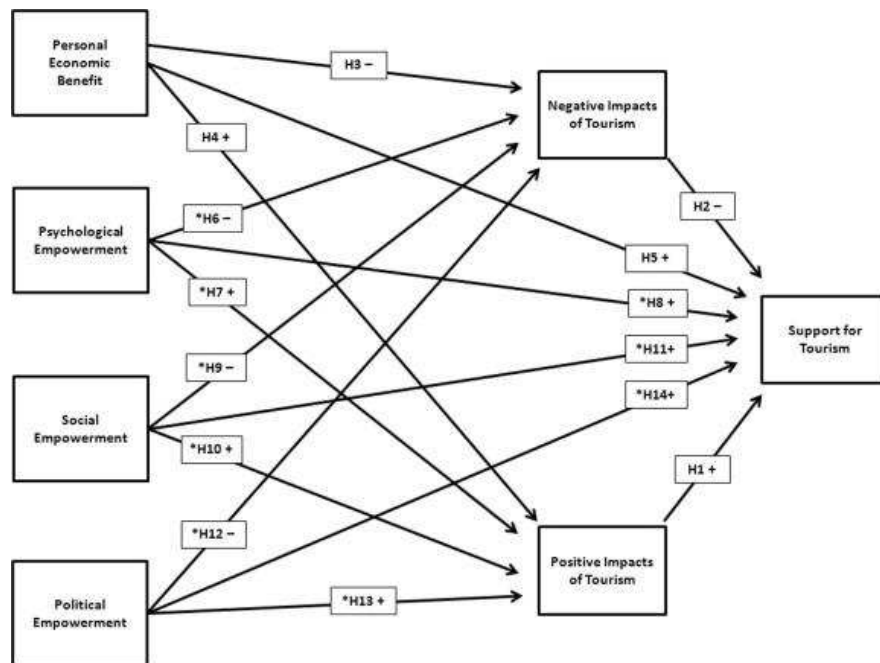 Personal
Economic
Benefit
H3 –
Negative Impacts
of Tourism
H4 +
Psychological
Empowerment
*H6 –
H2 –
H5 +
*H7 +
*H8 +
Support for
Tourism
*H9 –
*H11+
Social
Empowerment
*H14+
*H10 +
H1 +
*H12 –
Positive Impacts
of Tourism
Political
Empowerment
*H13 +